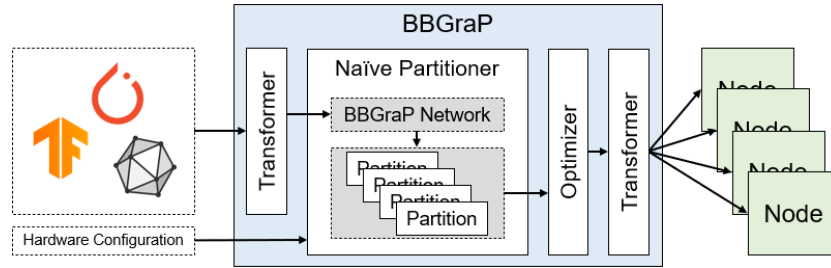 BBGraP
Transformer
Naïve Partitioner
BBGraP Network
Partition
Partition
Partition
Partition
Optimizer
Transformer
Node
Node
Node
Node
Hardware Configuration